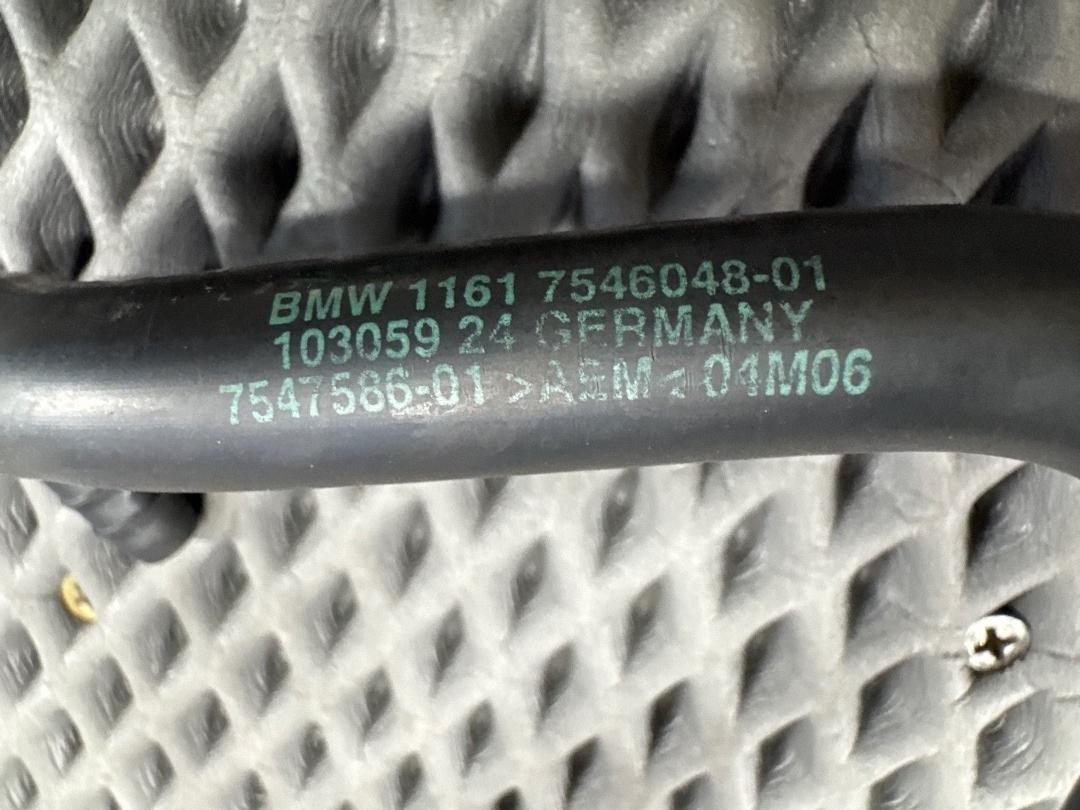 BMW 1161 7546048-01
103059 24 GERMANY
7547586-01 >AEM< 04M06